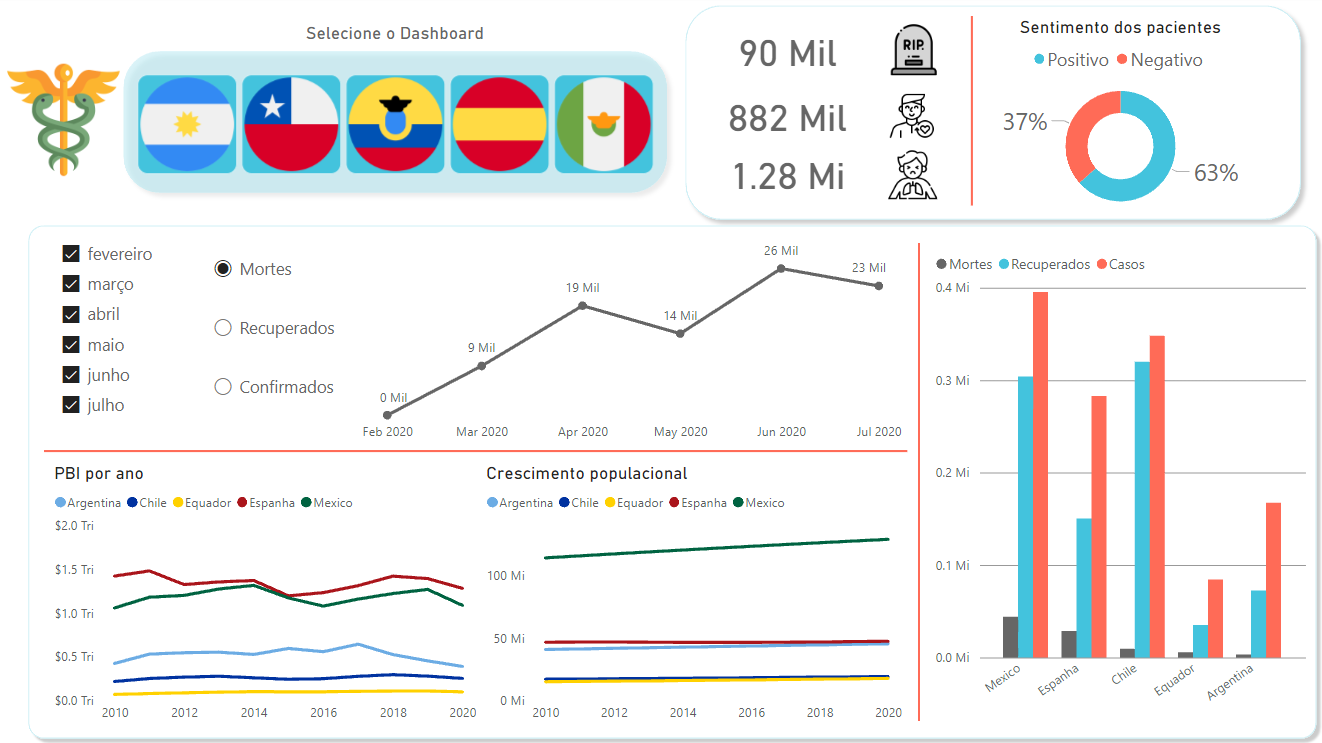 Selecione o Dashboard
90 Mil
RIP.
882 Mil
1.28 Mi
Sentimento dos pacientes
Positivo Negativo
37%
63%
fevereiro
março
abril
maio
junho
julho
Mortes
Recuperados
Confirmados
0 Mil
9 Mil
19 Mil
14 Mil
26 Mil
23 Mil
Feb 2020 Mar 2020 Apr 2020 May 2020 Jun 2020 Jul 2020
PBI por ano
Argentina Chile Equador Espanha Mexico
$2.0 Tri
$1.5 Tri
$1.0 Tri
$0.5 Tri
$0.0 Tri
2010 2012 2014 2016 2018 2020
Crescimento populacional
Argentina Chile Equador Espanha Mexico
100 Mi
50 Mi
0 Mi
2010 2012 2014 2016 2018 2020
Mortes Recuperados Casos
0.4 Mi
0.3 Mi
0.2 Mi
0.1 Mi
0.0 Mi
Mexico Espanha Chile Equador Argentina